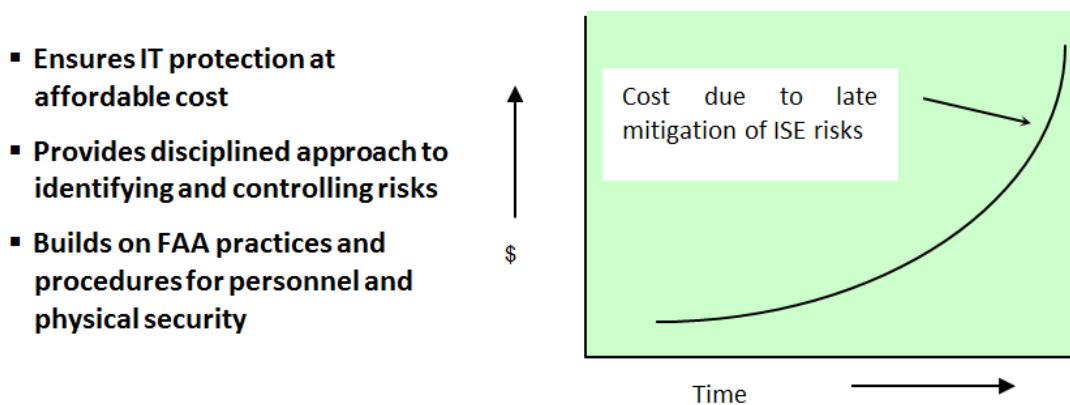 ▪ Ensures IT protection at
affordable cost
▪ Provides disciplined approach to
identifying and controlling risks
▪ Builds on FAA practices and
procedures for personnel and
physical security
$
Cost due to late
mitigation of ISE risks
Time